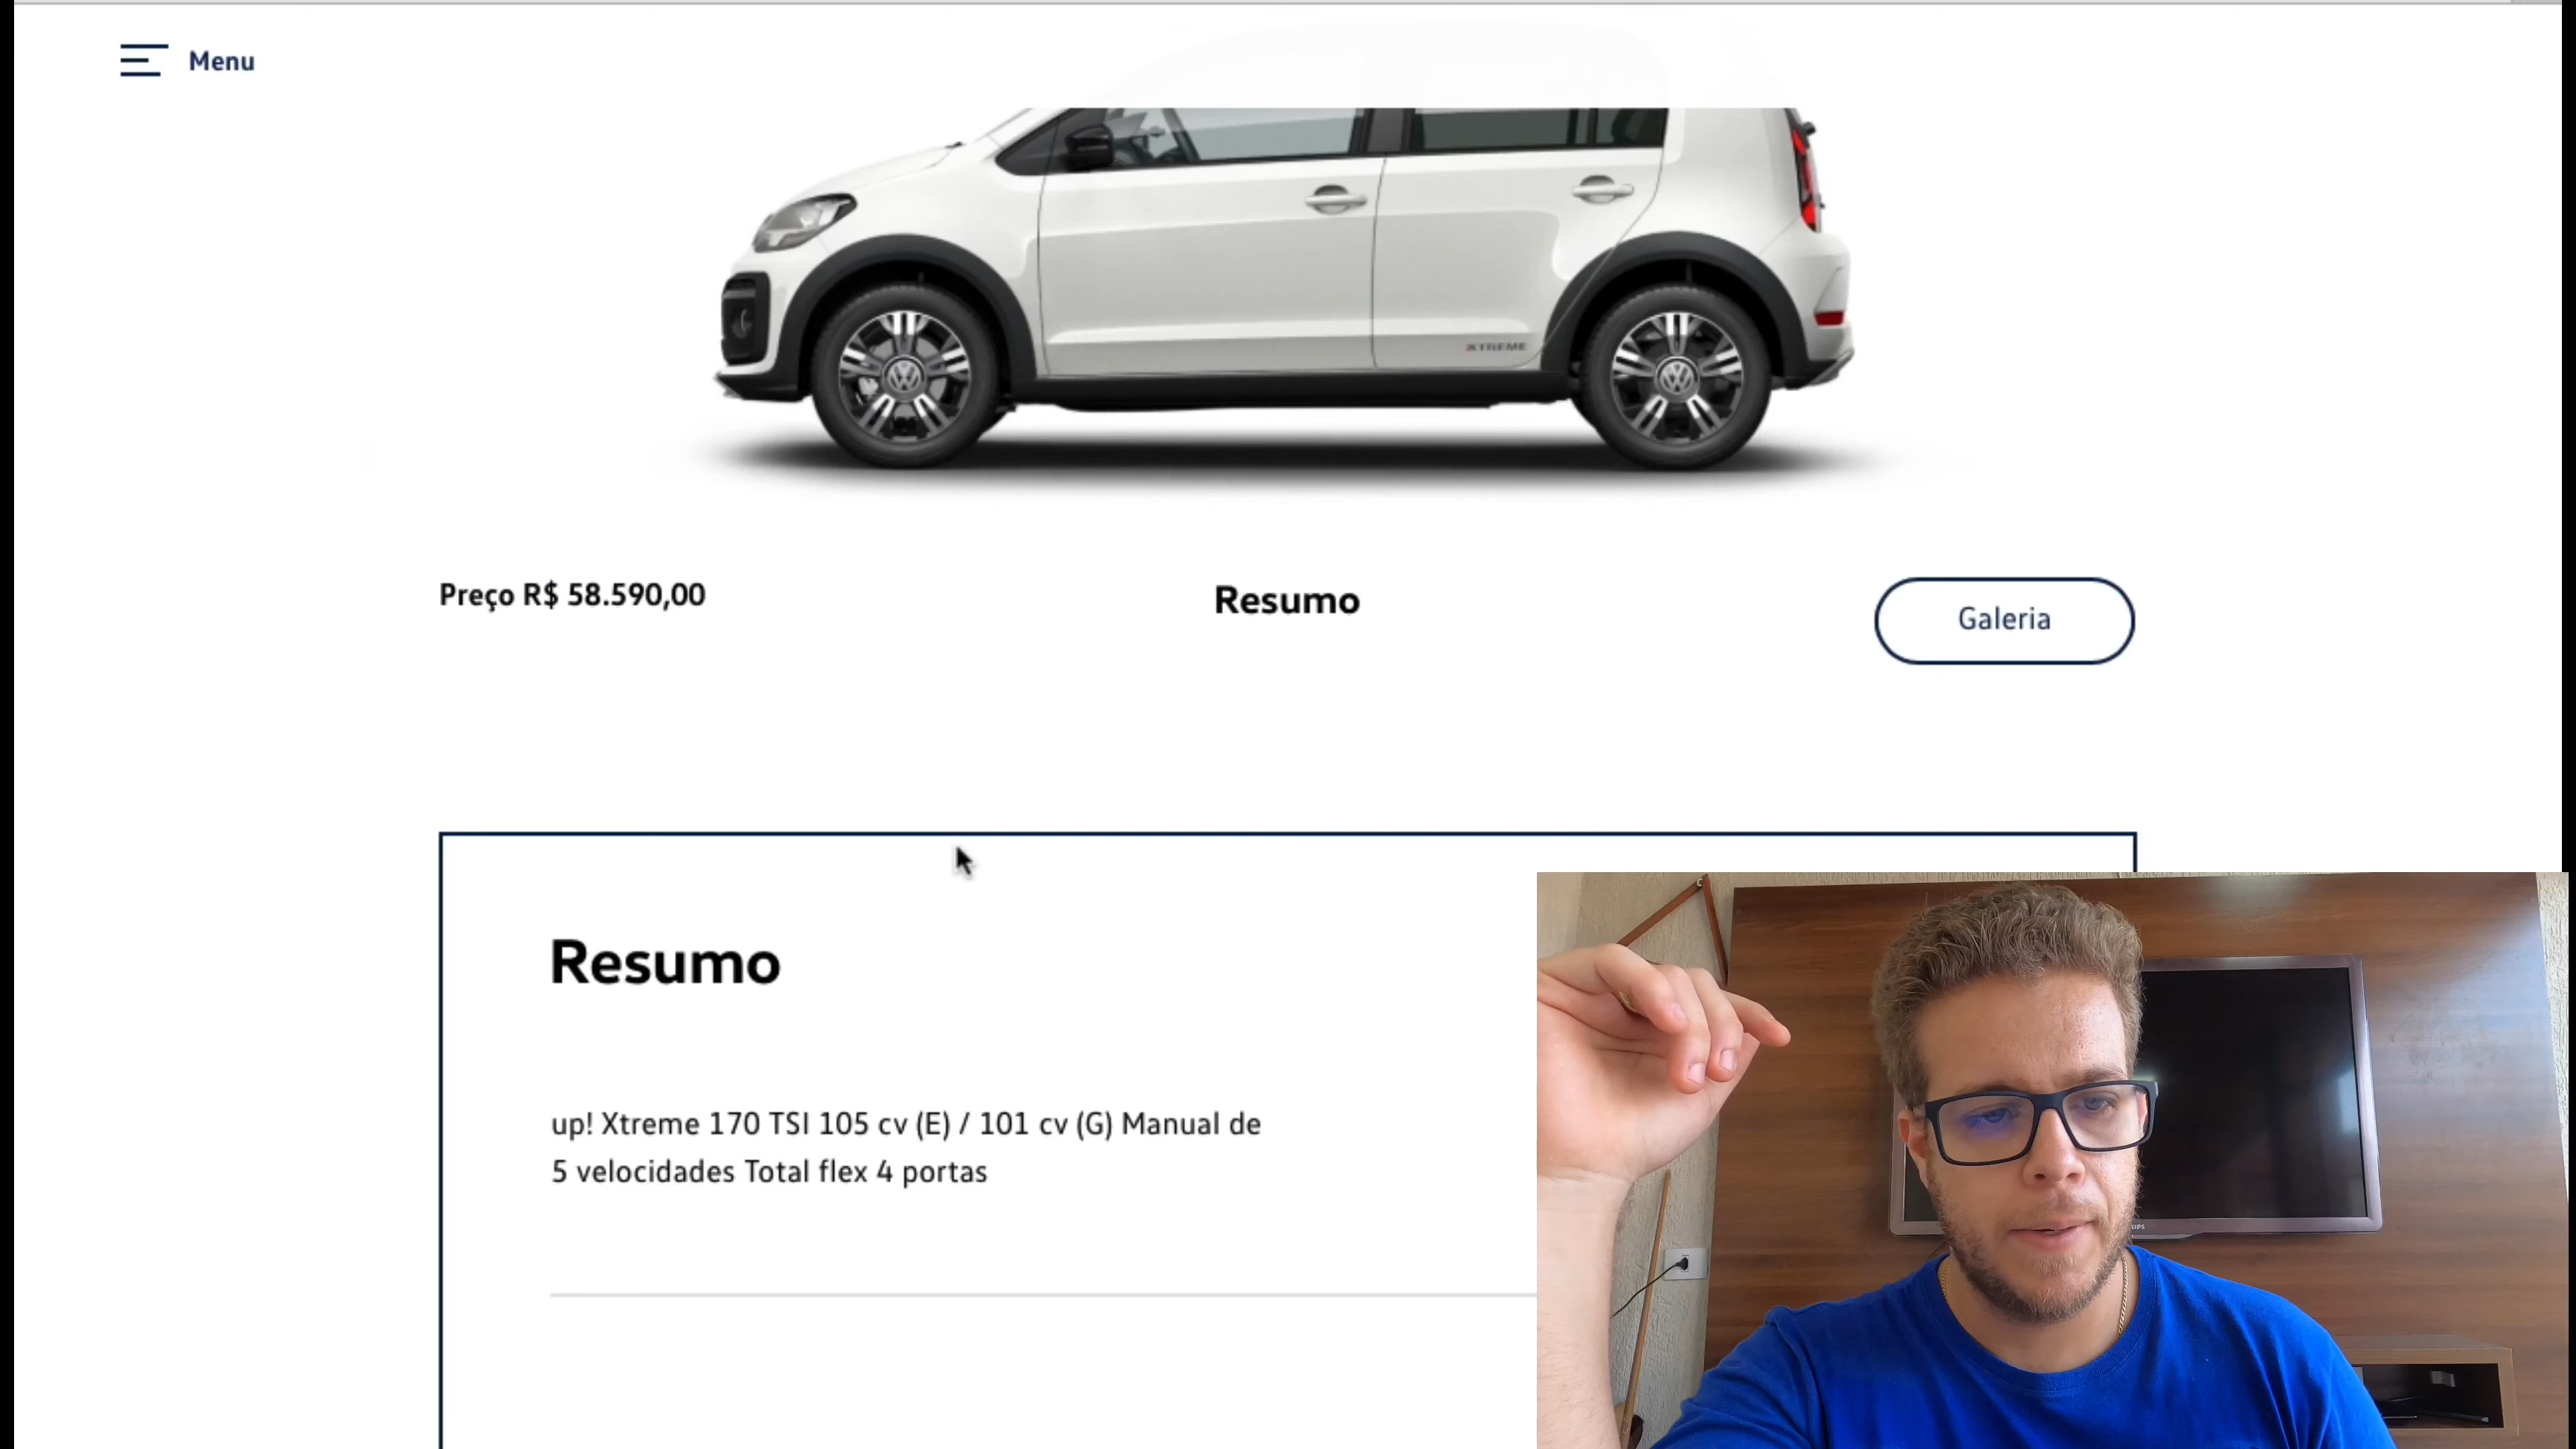 Menu
XTREME
Preço R$ 58.590,00
Resumo
Galeria
Resumo
up! Xtreme 170 TSI 105 cv (E) / 101 cv (G) Manual de
5 velocidades Total flex 4 portas